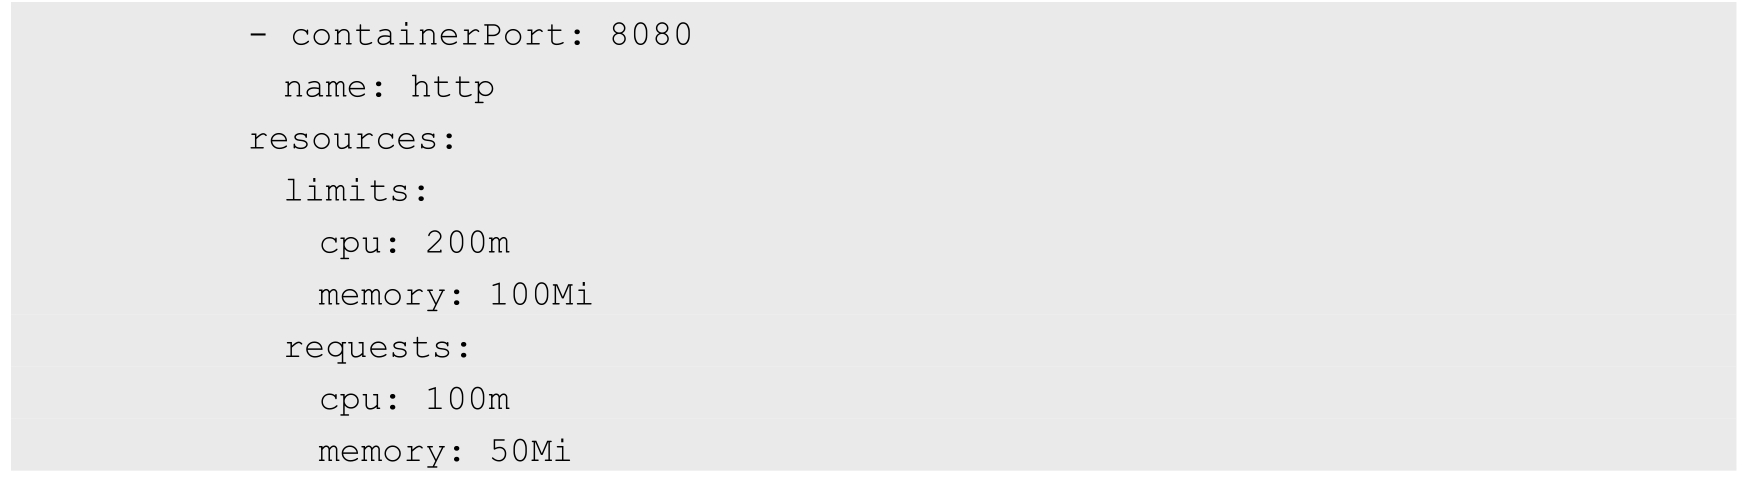 - containerPort: 8080
name: http
resources:
limits:
cpu: 200m
memory: 100Mi
requests:
cpu: 100m
memory: 50Mi